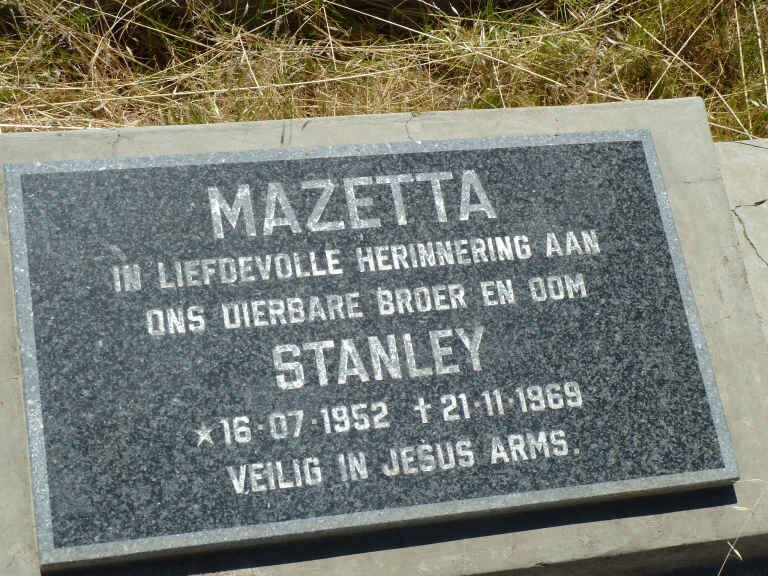 MAZETTA
IN LIEFDEVOLLE HERINNERING AAN
ONS DIERBARE BROER EN OOM
STANLEY
★16·07·1952 ✝21·11·1969
VEILIG IN JESUS ARMS.